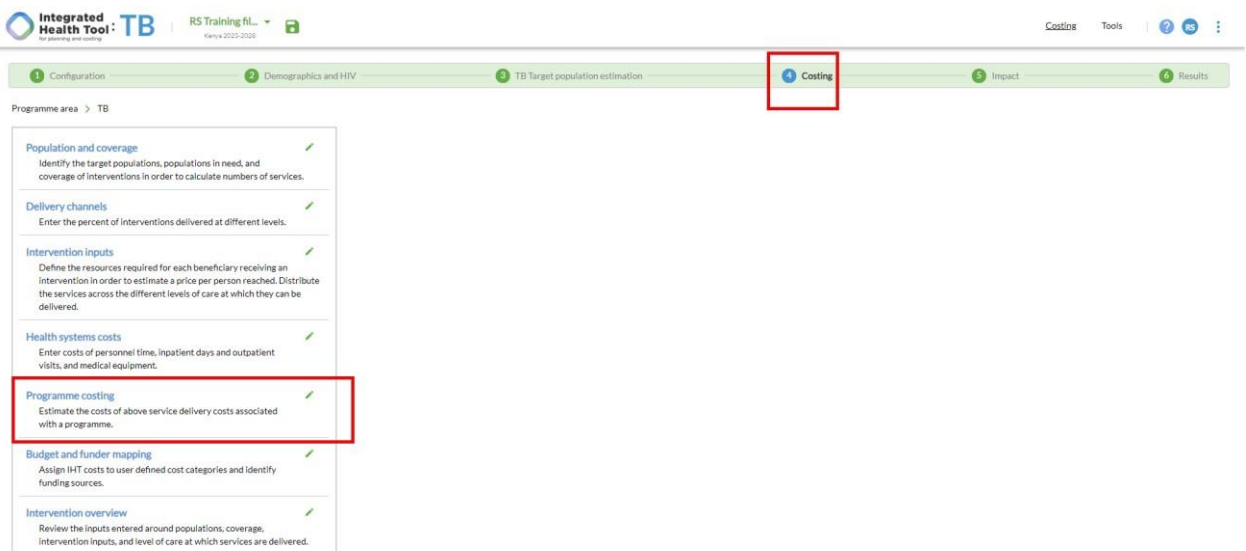 Integrated
Health Tool: TB
for planning and costing
RS Training fil...
Kenya 2025-2028
Costing
Tools
?
RS
1 Configuration
2 Demographics and HIV
3 TB Target population estimation
4 Costing
5 Impact
6 Results
Programme area > TB
Population and coverage
Identify the target populations, populations in need, and
coverage of interventions in order to calculate numbers of services.
Delivery channels
Enter the percent of interventions delivered at different levels.
Intervention inputs
Define the resources required for each beneficiary receiving an
intervention in order to estimate a price per person reached. Distribute
the services across the different levels of care at which they can be
delivered.
Health systems costs
Enter costs of personnel time, inpatient days and outpatient
visits, and medical equipment.
Programme costing
Estimate the costs of above service delivery costs associated
with a programme.
Budget and funder mapping
Assign IHT costs to user defined cost categories and identify
funding sources.
Intervention overview
Review the inputs entered around populations, coverage,
intervention inputs, and level of care at which services are delivered.